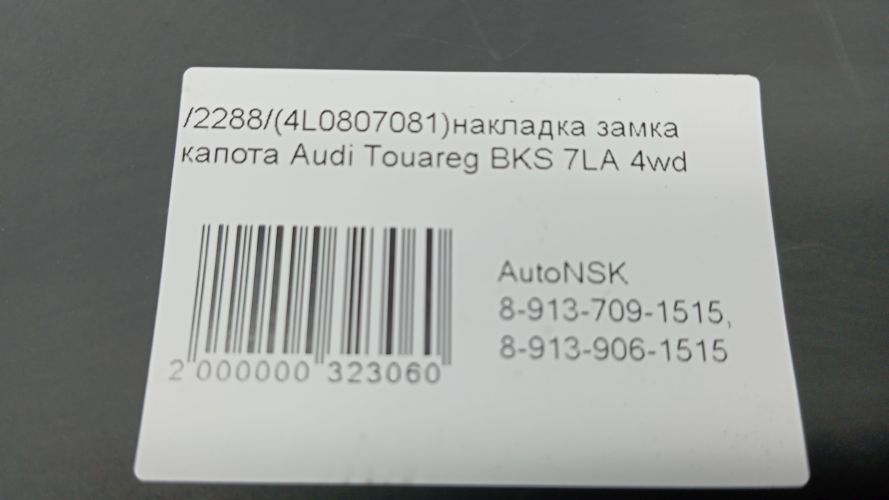 /2288/(4L0807081)накладка замка
капота Audi Touareg BKS 7LA 4wd
AutoNSK
8-913-709-1515,
8-913-906-1515
2 000000 323060